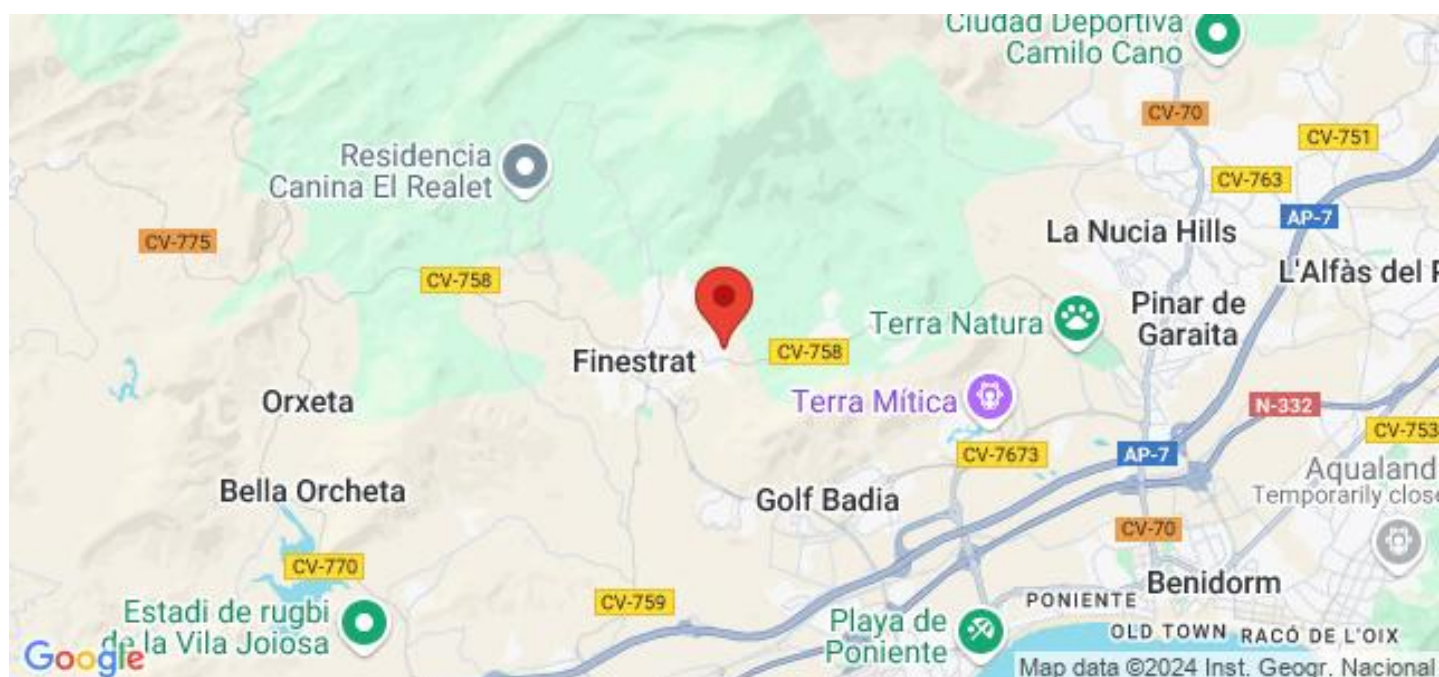 Ciudad Deportiva
Camilo Cano
CV-70
CV-751
Residencia
Canina El Realet
CV-763
AP-7
La Nucia Hills
CV-775
CV-758
L'Alfàs del P
Pinar de
Garaita
Terra Natura
CV-758
Finestrat
Orxeta
Terra Mítica
N-332
CV-753
CV-7673
AP-7
Aqualand
Temporarily close
Bella Orcheta
Golf Badia
CV-70
CV-770
Benidorm
CV-759
PONIENTE
Estadi de rugbi
de la Vila Joiosa
Playa de
Poniente
OLD TOWN
RACÓ DE L'OIX
Google
Map data ©2024 Inst. Geogr. Nacional